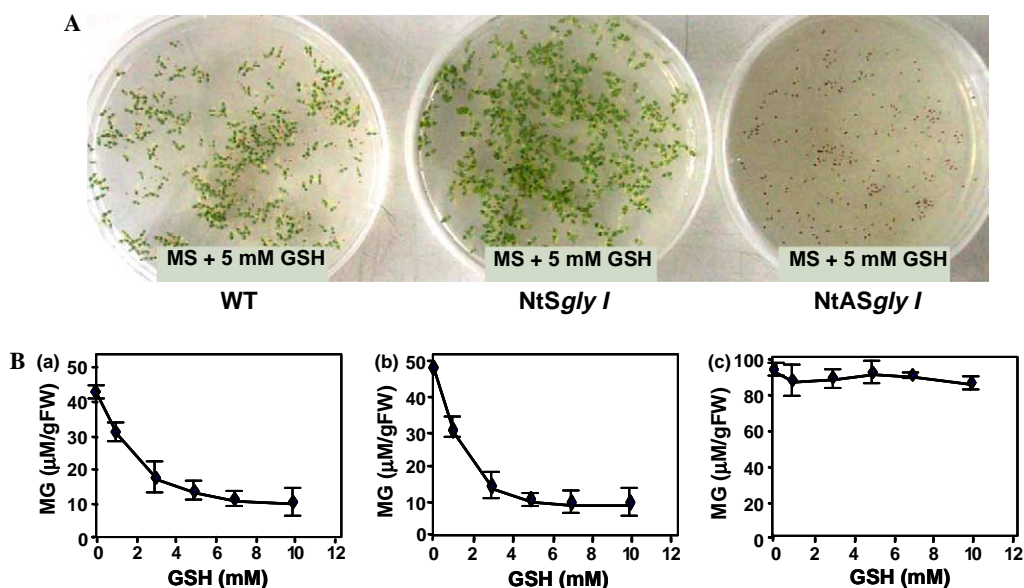 A
MS + 5 mM GSH
MS + 5 mM GSH
MS + 5 mM GSH
WT
NtSgly I
NtASgly I
B
(a)
MG (μM/gFW)
50
40
30
20
10
0
0 2 4 6 8 10 12
GSH (mM)
(b)
MG (μM/gFW)
50
40
30
20
10
0
0 2 4 6 8 10 12
GSH (mM)
(c)
MG (μM/gFW)
100
80
60
40
20
0
0 2 4 6 8 10 12
GSH (mM)